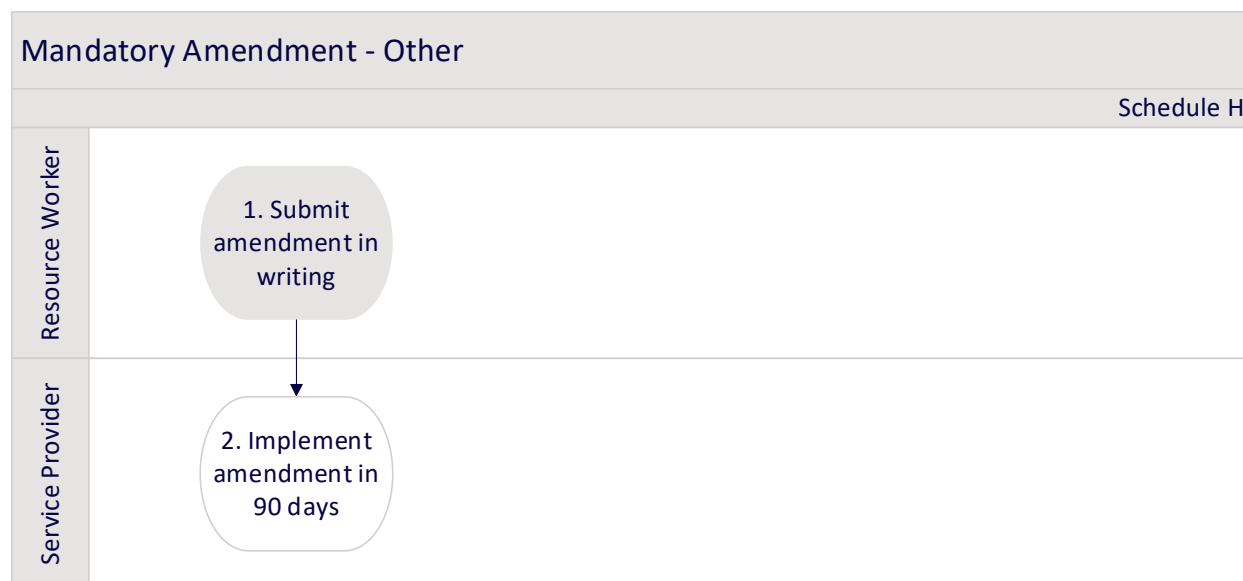 Mandatory Amendment - Other
Schedule H
Resource Worker
1. Submit
amendment in
writing
Service Provider
2. Implement
amendment in
90 days